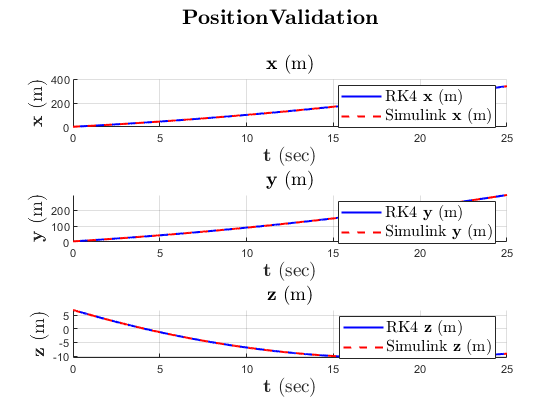 PositionValidation
x (m)
x (m)
400
200
0
0 5 10 15 20 25
RK4 x (m)
Simulink x (m)
t (sec)
y (m)
y (m)
200
100
0
0 5 10 15 20 25
RK4 y (m)
Simulink y (m)
t (sec)
z (m)
z (m)
5
0
-5
-10
0 5 10 15 20 25
RK4 z (m)
Simulink z (m)
t (sec)